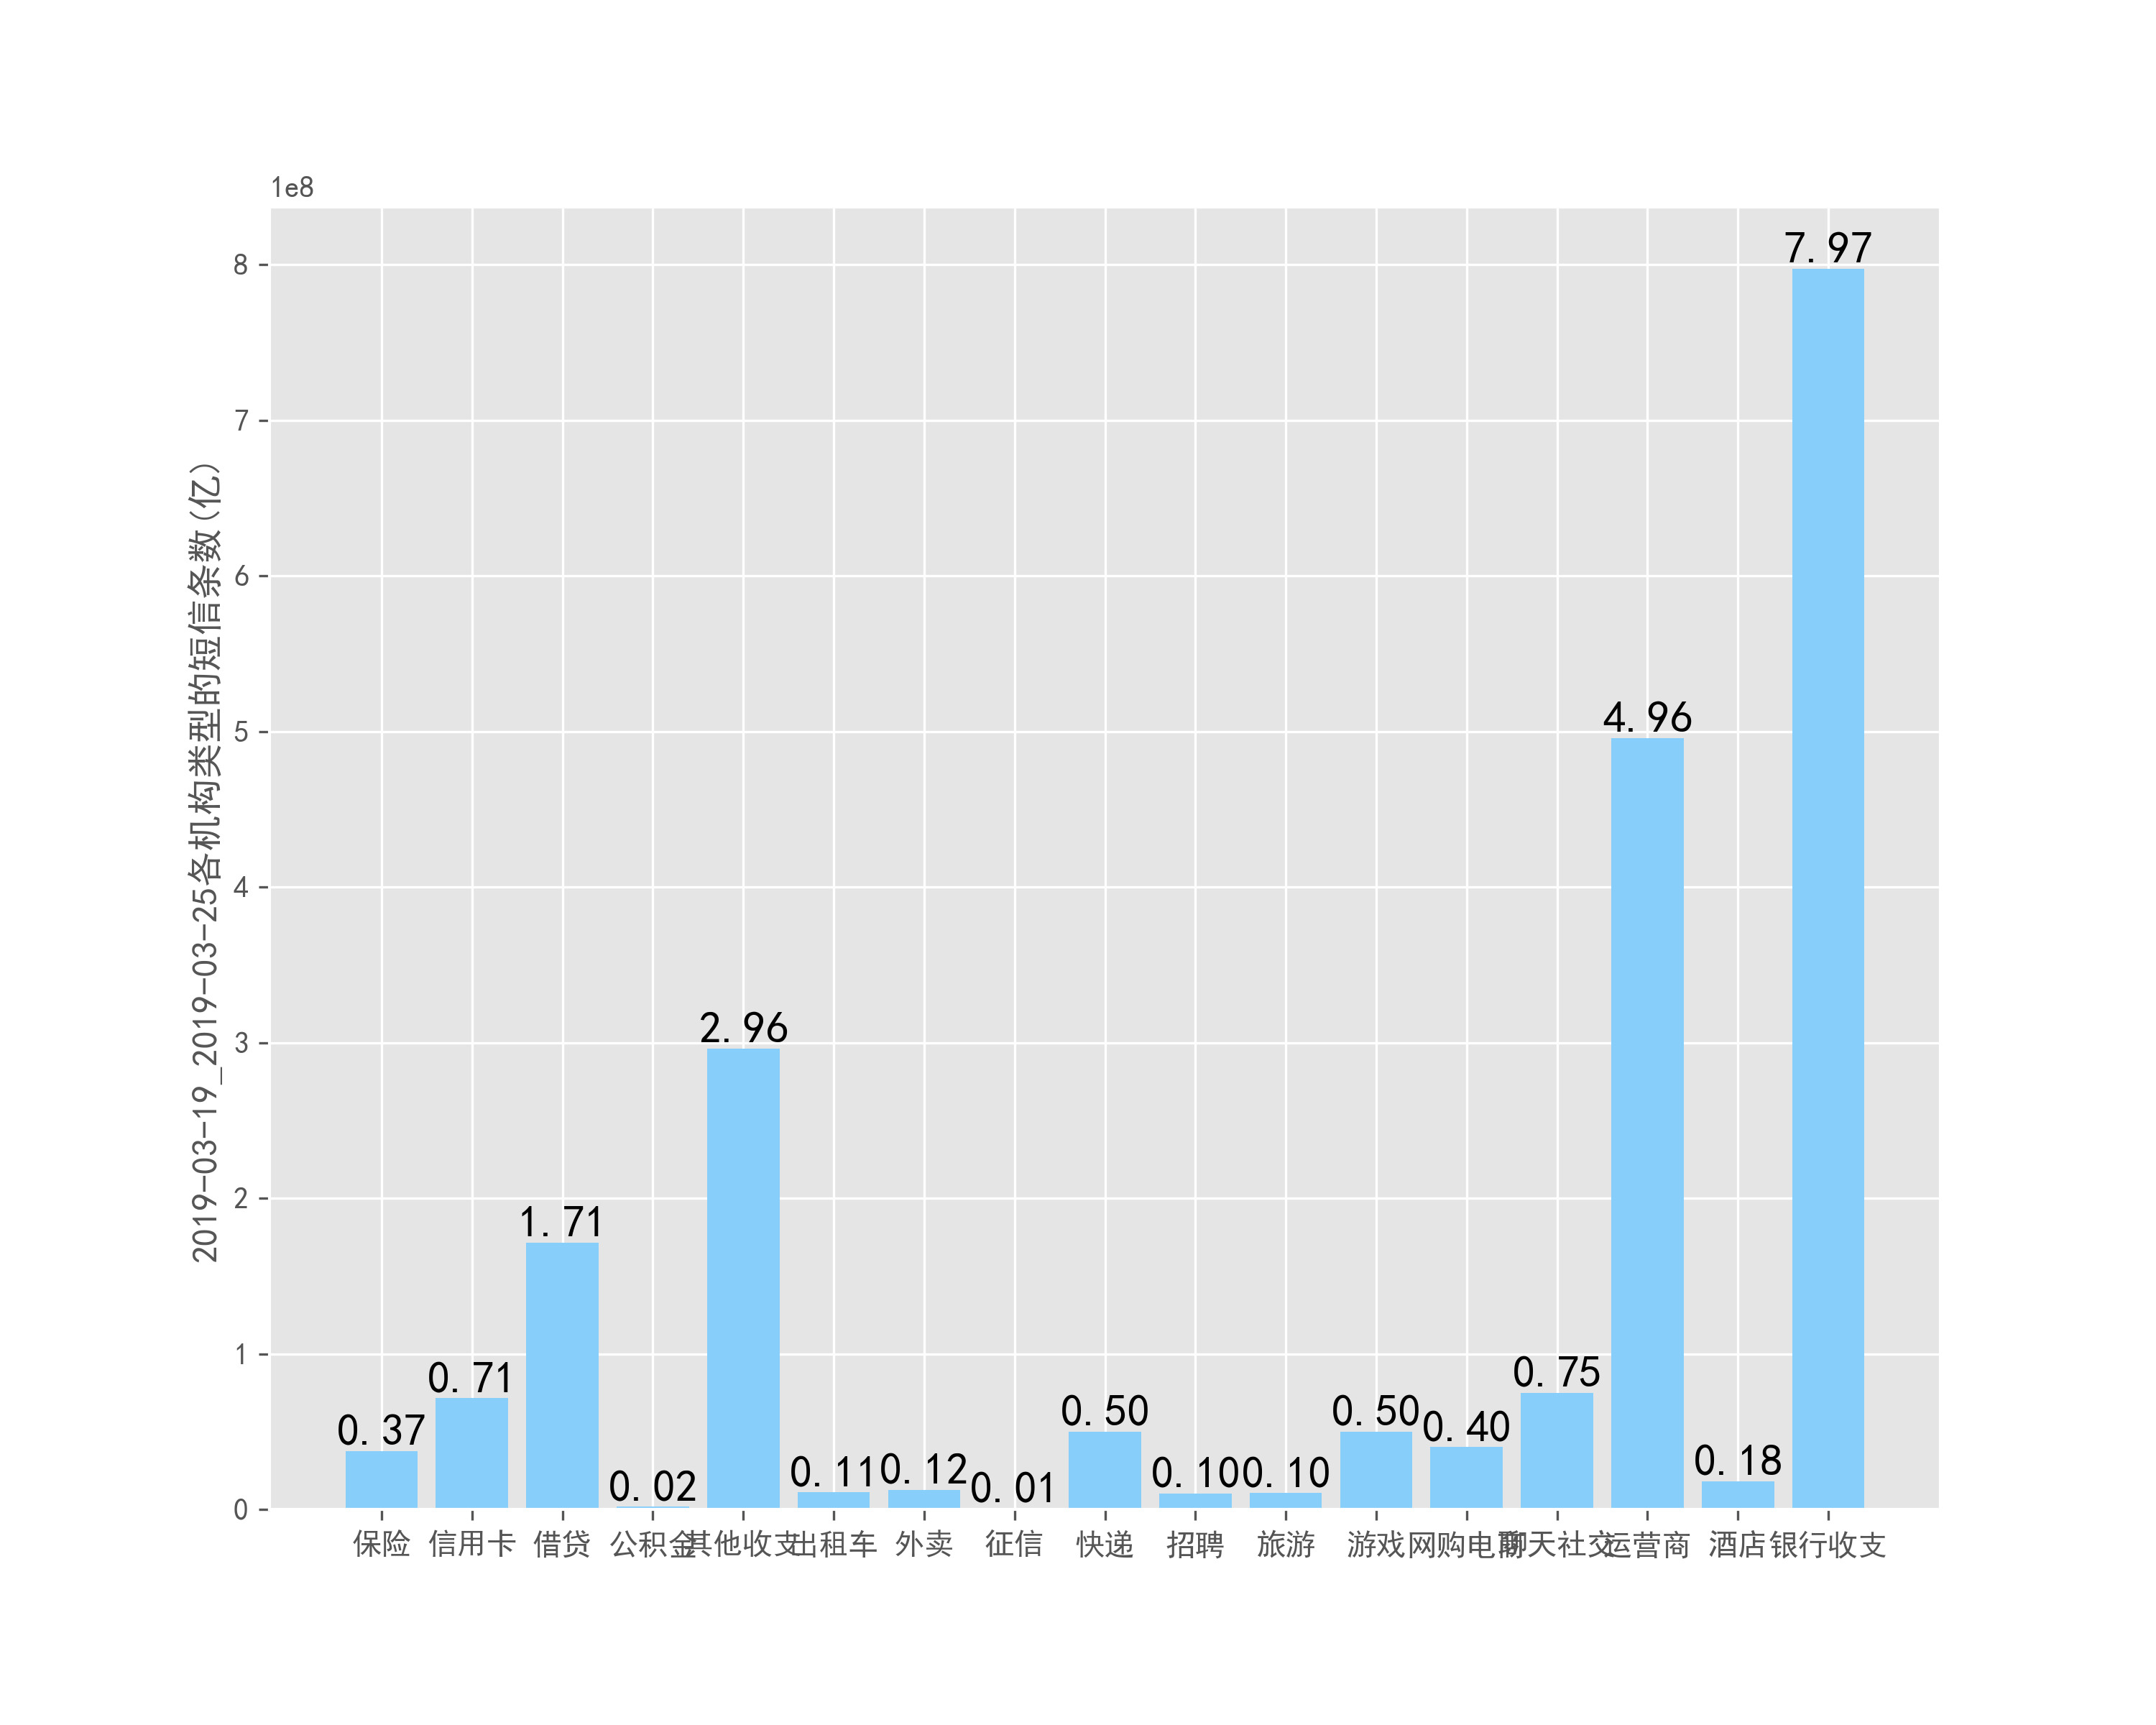 1e8
8
7
6
5
4
3
2
1
0
2019-03-19_2019-03-25各机构类型的短信条数(亿)
0.37
0.71
1.71
0.02
2.96
0.11
0.12
0.01
0.50
0.10
0.10
0.50
0.40
0.75
4.96
0.18
7.97
保险
信用卡
借贷
公积金
其他收支
出租车
外卖
征信
快递
招聘
旅游
游戏
网购电商
聊天社交
运营商
酒店
银行收支